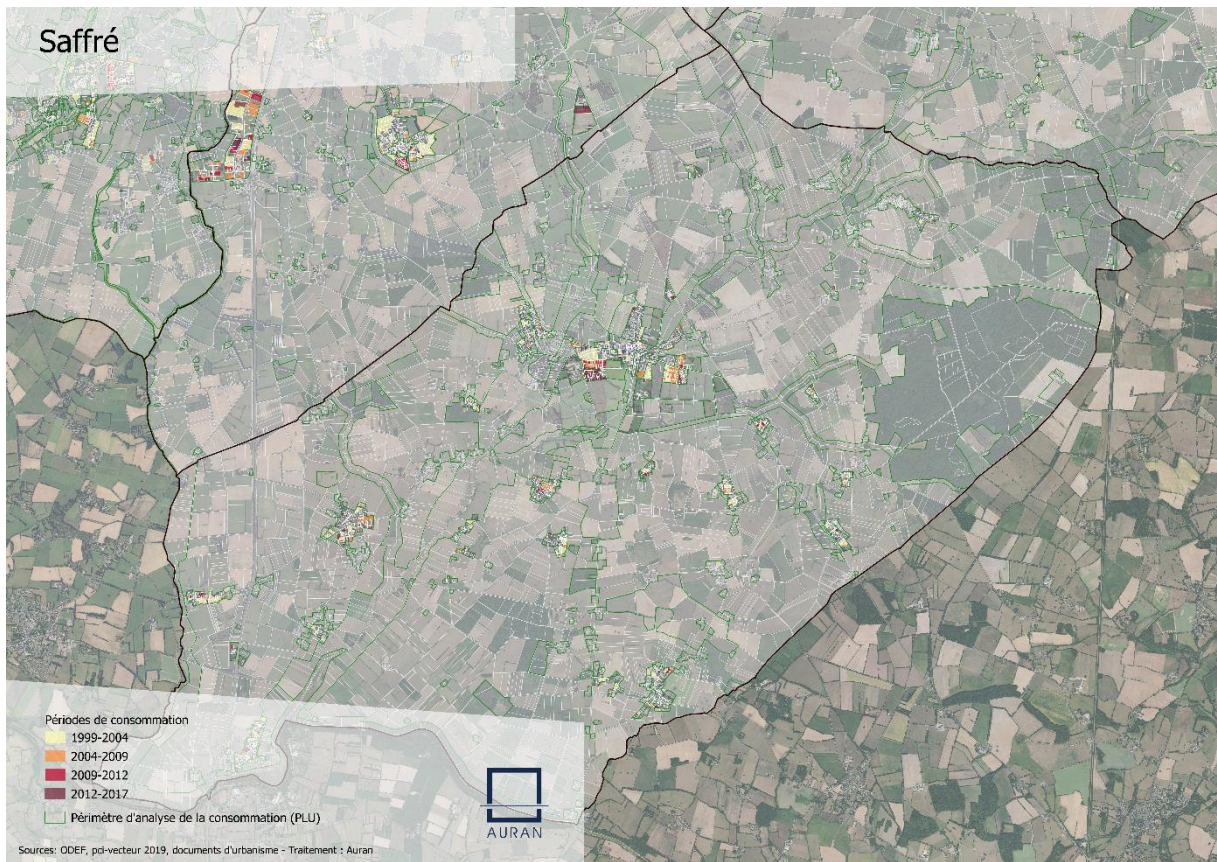 Saffré
Périodes de consommation
1999-2004
2004-2009
2009-2012
2012-2017
Périmètre d'analyse de la consommation (PLU)
AURAN
Sources: ODEF, pci-vecteur 2019, documents d'urbanisme - Traitement : Auran